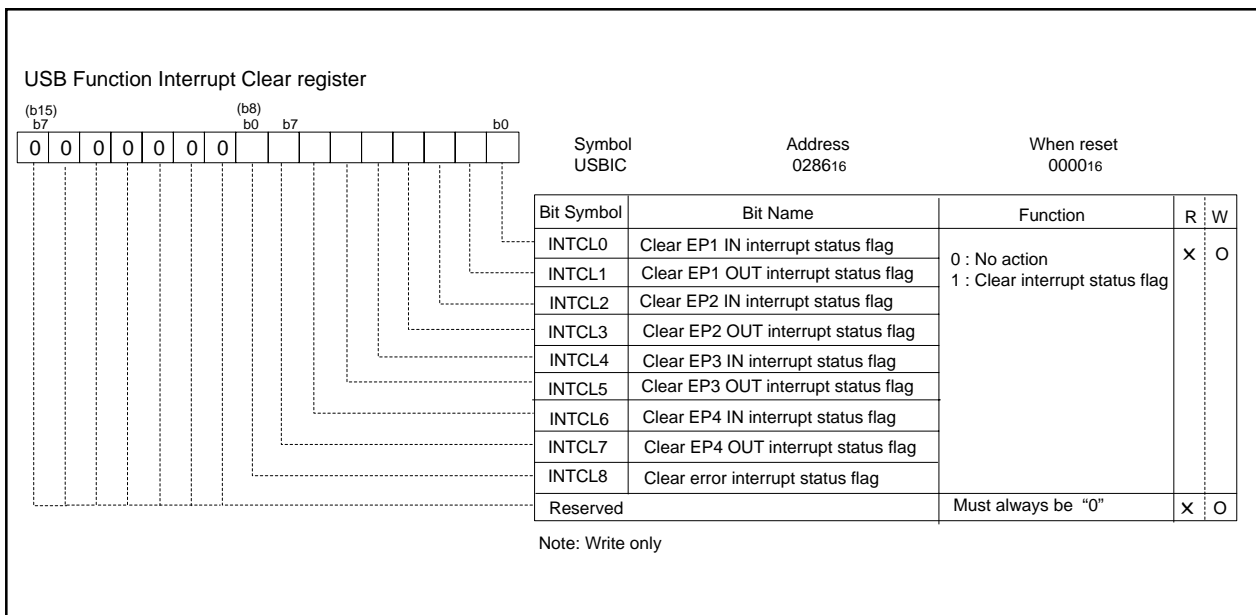 USB Function Interrupt Clear register
(b15) (b8)
b7 b0 b7 b0
0 0 0 0 0 0 0
Symbol Address When reset
USBIC 028616 000016
Bit Symbol Bit Name Function R W
INTCL0 Clear EP1 IN interrupt status flag 0 : No action X O
INTCL1 Clear EP1 OUT interrupt status flag 1 : Clear interrupt status flag
INTCL2 Clear EP2 IN interrupt status flag
INTCL3 Clear EP2 OUT interrupt status flag
INTCL4 Clear EP3 IN interrupt status flag
INTCL5 Clear EP3 OUT interrupt status flag
INTCL6 Clear EP4 IN interrupt status flag
INTCL7 Clear EP4 OUT interrupt status flag
INTCL8 Clear error interrupt status flag
Reserved Must always be “0” X O
Note: Write only